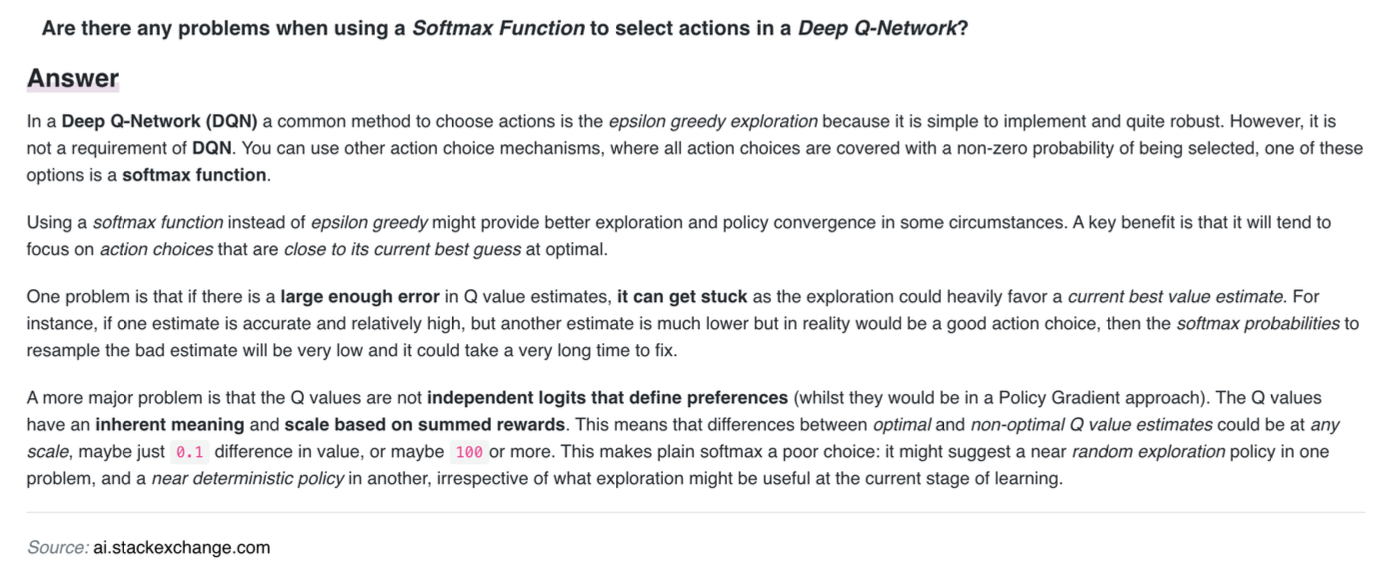 Are there any problems when using a Softmax Function to select actions in a Deep Q-Network?
Answer
In a Deep Q-Network (DQN) a common method to choose actions is the epsilon greedy exploration because it is simple to implement and quite robust. However, it is
not a requirement of DQN. You can use other action choice mechanisms, where all action choices are covered with a non-zero probability of being selected, one of these
options is a softmax function.
Using a softmax function instead of epsilon greedy might provide better exploration and policy convergence in some circumstances. A key benefit is that it will tend to
focus on action choices that are close to its current best guess at optimal.
One problem is that if there is a large enough error in Q value estimates, it can get stuck as the exploration could heavily favor a current best value estimate. For
instance, if one estimate is accurate and relatively high, but another estimate is much lower but in reality would be a good action choice, then the softmax probabilities to
resample the bad estimate will be very low and it could take a very long time to fix.
A more major problem is that the Q values are not independent logits that define preferences (whilst they would be in a Policy Gradient approach). The Q values
have an inherent meaning and scale based on summed rewards. This means that differences between optimal and non-optimal Q value estimates could be at any
scale, maybe just 0.1 difference in value, or maybe 100 or more. This makes plain softmax a poor choice: it might suggest a near random exploration policy in one
problem, and a near deterministic policy in another, irrespective of what exploration might be useful at the current stage of learning.
Source: ai.stackexchange.com